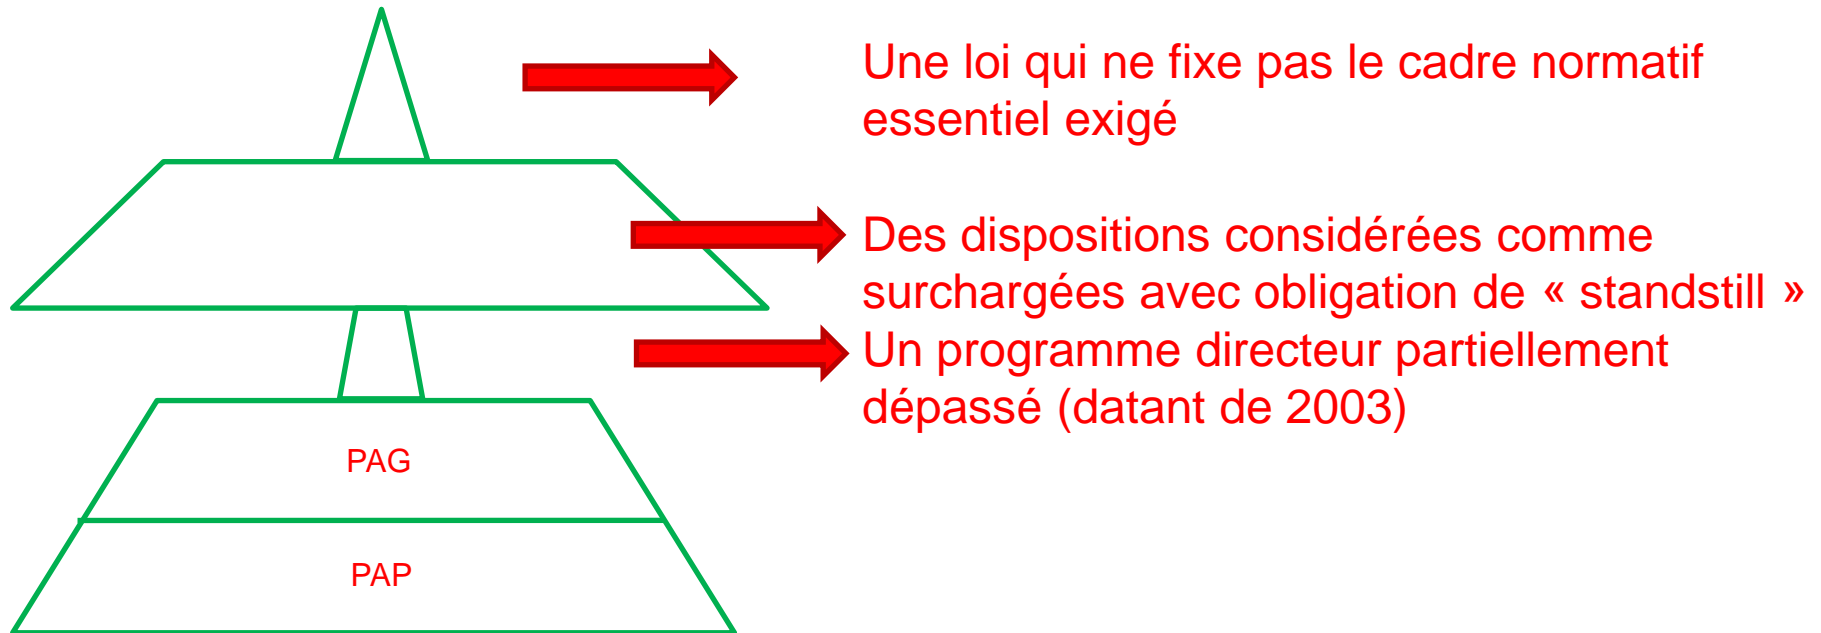 Une loi qui ne fixe pas le cadre normatif
essentiel exigé
Des dispositions considérées comme
surchargées avec obligation de « standstill »
Un programme directeur partiellement
dépassé (datant de 2003)
PAG
PAP